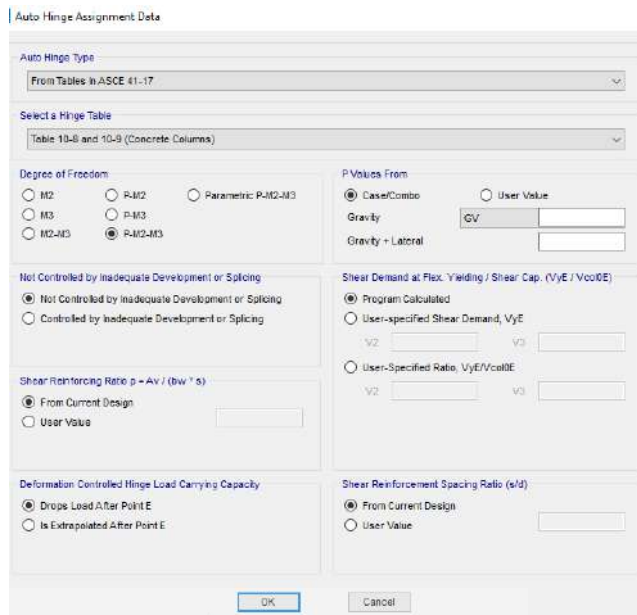 Auto Hinge Assignment Data
Auto Hinge Type
From Tables In ASCE 41-17
Select a Hinge Table
Table 10-8 and 10-9 (Concrete Columns)
Degree of Freedom
M2 P-M2 Parametric P-M2-M3
M3 P-M3
M2-M3 P-M2-M3
P Values From
Case/Combo User Value
Gravity GV
Gravity + Lateral
Not Controlled by Inadequate Development or Splicing
Not Controlled by Inadequate Development or Splicing
Controlled by Inadequate Development or Splicing
Shear Demand at Flex. Yielding / Shear Cap. (VyE / Vcol0E)
Program Calculated
User-specified Shear Demand, VyE
V2 V3
User-Specified Ratio, VyE/Vcol0E
V2 V3
Shear Reinforcing Ratio p = Av / (bw * s)
From Current Design
User Value
Deformation Controlled Hinge Load Carrying Capacity
Drops Load After Point E
Is Extrapolated After Point E
Shear Reinforcement Spacing Ratio (s/d)
From Current Design
User Value
OK Cancel